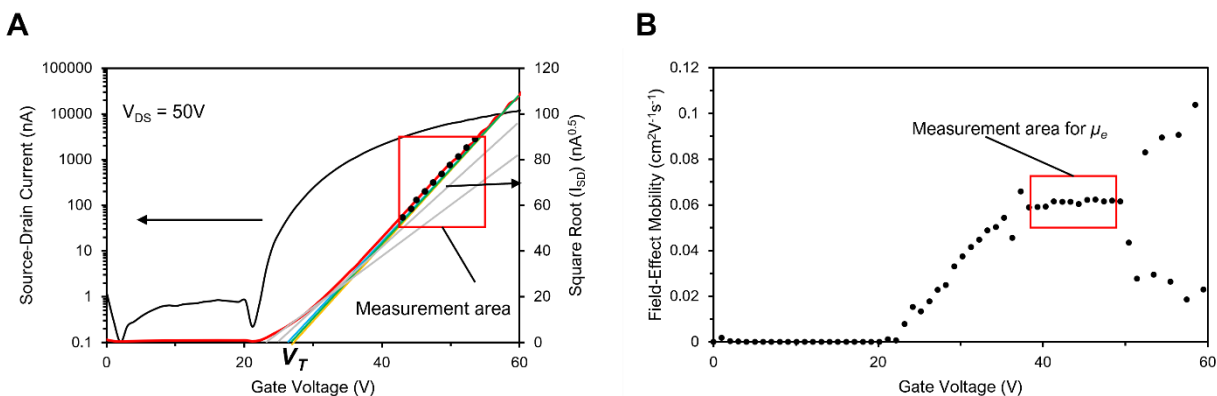 A
100000
10000
1000
100
10
1
0.1
Source-Drain Current (nA)
V_DS = 50V
120
100
80
60
40
20
0
Square Root (I_SD) (nA^0.5)
Measurement area
0
20
40
60
V_T
Gate Voltage (V)
B
0.12
0.1
0.08
0.06
0.04
0.02
0
Field-Effect Mobility (cm²V⁻¹s⁻¹)
Measurement area for μ_e
0
20
40
60
Gate Voltage (V)